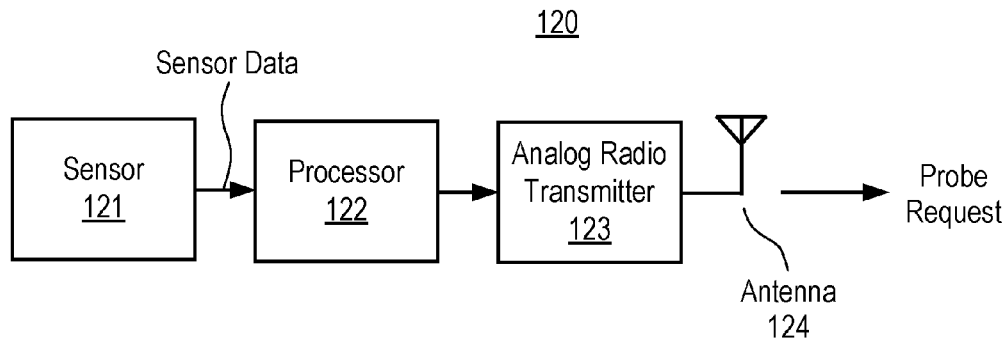 120
Sensor Data
Sensor
121
Processor
122
Analog Radio
Transmitter
123
Probe
Request
Antenna
124